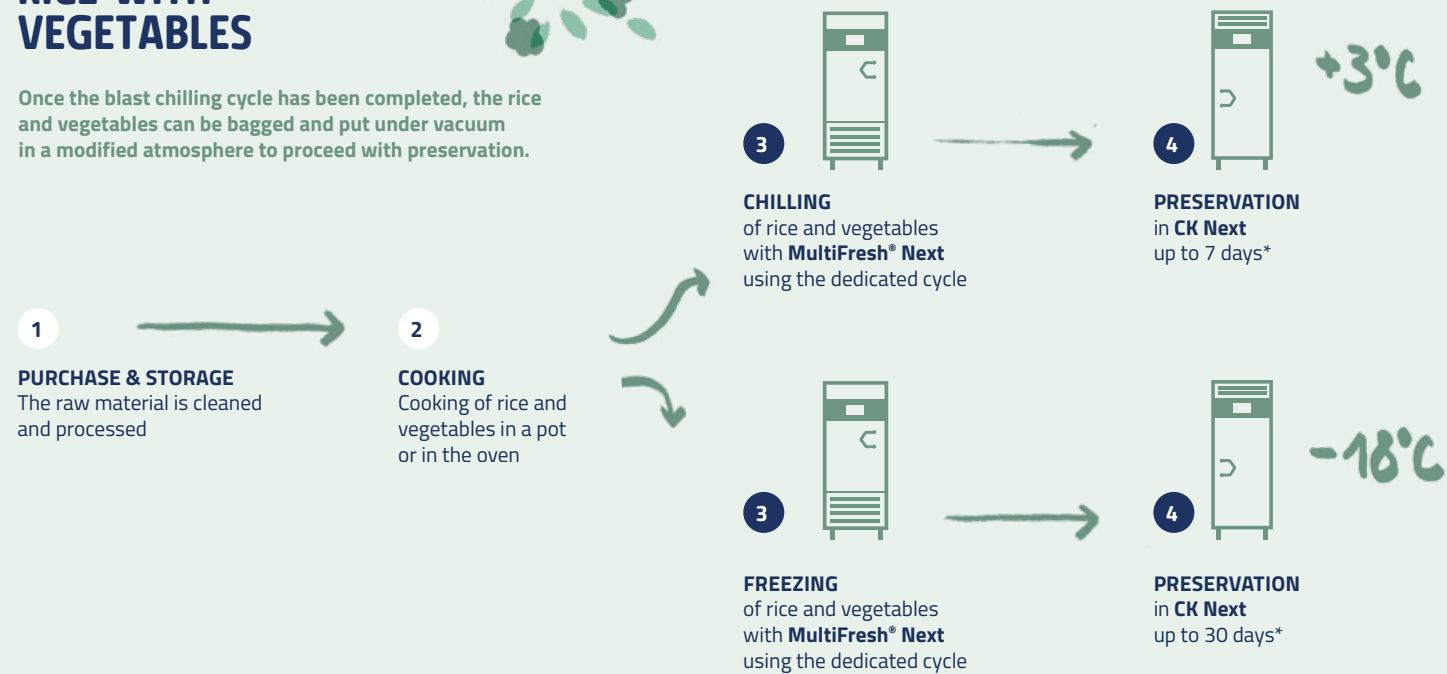 RICE WITH
VEGETABLES
Once the blast chilling cycle has been completed, the rice
and vegetables can be bagged and put under vacuum
in a modified atmosphere to proceed with preservation.
1
PURCHASE & STORAGE
The raw material is cleaned
and processed
2
COOKING
Cooking of rice and
vegetables in a pot
or in the oven
3
CHILLING
of rice and vegetables
with MultiFresh® Next
using the dedicated cycle
4
+3°C
PRESERVATION
in CK Next
up to 7 days*
3
FREEZING
of rice and vegetables
with MultiFresh® Next
using the dedicated cycle
4
-18°C
PRESERVATION
in CK Next
up to 30 days*